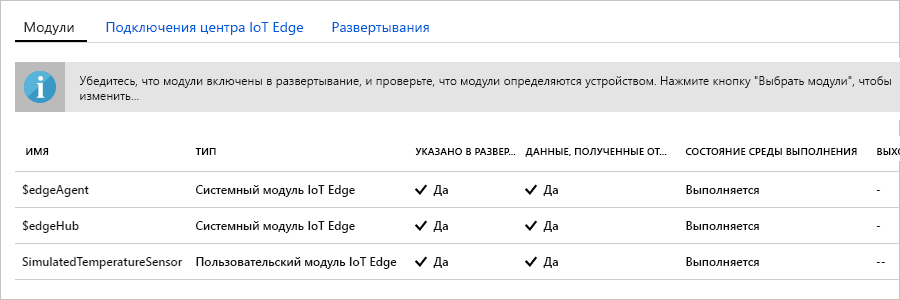 Модули Подключения центра IoT Edge Развертывания
Убедитесь, что модули включены в развертывание, и проверьте, что модули определяются устройством. Нажмите кнопку "Выбрать модули", чтобы
изменить...
ИМЯ ТИП УКАЗАНО В РАЗВЕР... ДАННЫЕ, ПОЛУЧЕННЫЕ ОТ... СОСТОЯНИЕ СРЕДЫ ВЫПОЛНЕНИЯ ВЫХО
$edgeAgent Системный модуль IoT Edge Да Да Выполняется -
$edgeHub Системный модуль IoT Edge Да Да Выполняется -
SimulatedTemperatureSensor Пользовательский модуль IoT Edge Да Да Выполняется --